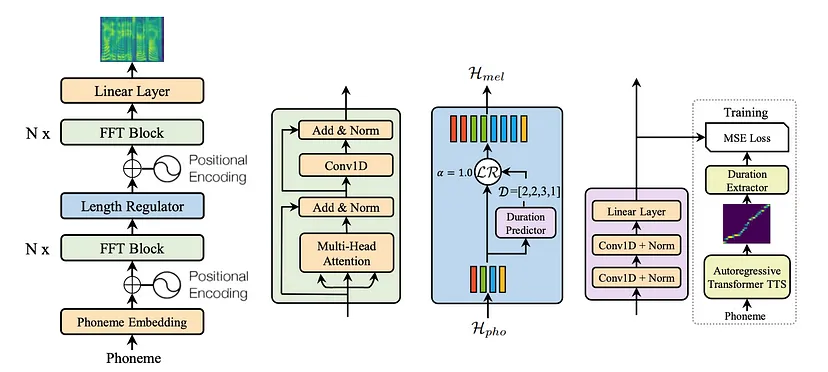 Linear Layer
N x
FFT Block
Positional
Encoding
Length Regulator
N x
FFT Block
Positional
Encoding
Phoneme Embedding
Phoneme
Add & Norm
Conv1D
Add & Norm
Multi-Head
Attention
ℋ_mel
α = 1.0
ℒℛ
𝒟=[2,2,3,1]
Duration
Predictor
ℋ_pho
Linear Layer
Conv1D + Norm
Conv1D + Norm
Training
MSE Loss
Duration
Extractor
Autoregressive
Transformer TTS
Phoneme